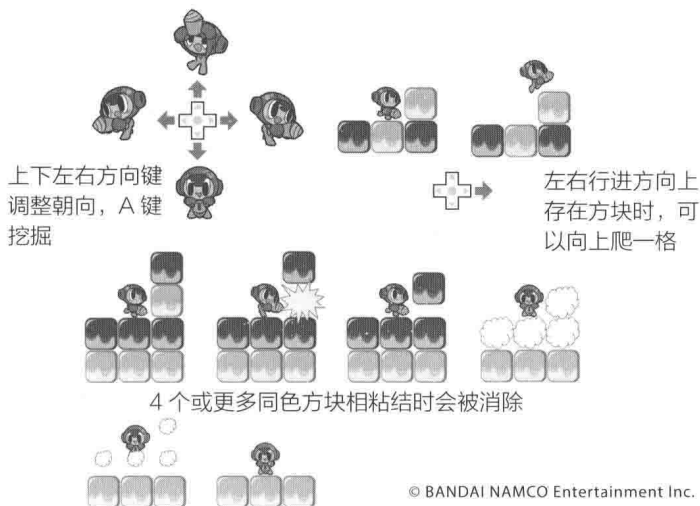 上下左右方向键
调整朝向，A 键
挖掘
左右行进方向上
存在方块时，可
以向上爬一格
4 个或更多同色方块相粘结时会被消除
© BANDAI NAMCO Entertainment Inc.